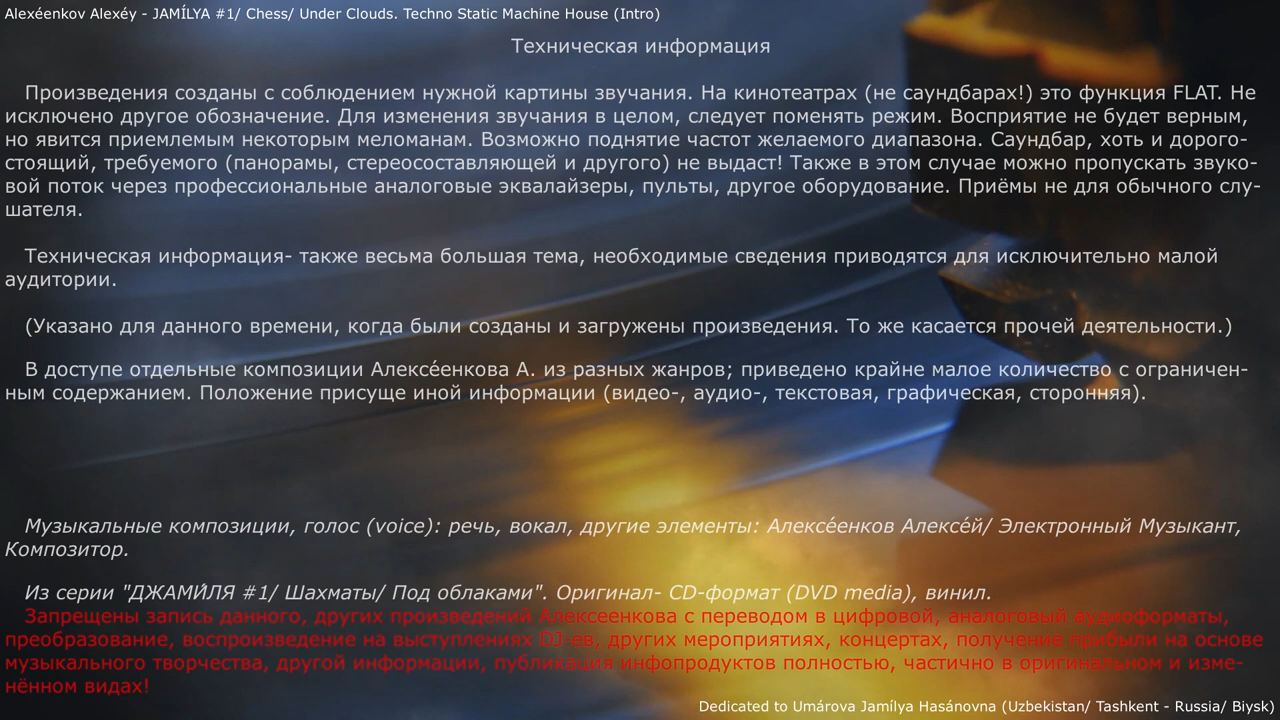 Alexéenkov Alexéy - JAMÍLYA #1/ Chess/ Under Clouds. Techno Static Machine House (Intro)
Техническая информация
Произведения созданы с соблюдением нужной картины звучания. На кинотеатрах (не саундбарах!) это функция FLAT. Не
исключено другое обозначение. Для изменения звучания в целом, следует поменять режим. Восприятие не будет верным,
но явится приемлемым некоторым меломанам. Возможно поднятие частот желаемого диапазона. Саундбар, хоть и дорого-
стоящий, требуемого (панорамы, стереосоставляющей и другого) не выдаст! Также в этом случае можно пропускать звуко-
вой поток через профессиональные аналоговые эквалайзеры, пульты, другое оборудование. Приёмы не для обычного слу-
шателя.
Техническая информация- также весьма большая тема, необходимые сведения приводятся для исключительно малой
аудитории.
(Указано для данного времени, когда были созданы и загружены произведения. То же касается прочей деятельности.)
В доступе отдельные композиции Алексе́енкова А. из разных жанров; приведено крайне малое количество с ограничен-
ным содержанием. Положение присуще иной информации (видео-, аудио-, текстовая, графическая, сторонняя).
Музыкальные композиции, голос (voice): речь, вокал, другие элементы: Алексе́енков Алексе́й/ Электронный Музыкант,
Композитор.
Из серии "ДЖАМИ́ЛЯ #1/ Шахматы/ Под облаками". Оригинал- CD-формат (DVD media), винил.
Запрещены запись данного, других произведений Алексеенкова с переводом в цифровой, аналоговый аудиоформаты,
преобразование, воспроизведение на выступлениях DJ-ев, других мероприятиях, концертах, получение прибыли на основе
музыкального творчества, другой информации, публикация инфопродуктов полностью, частично в оригинальном и изме-
нённом видах!
Dedicated to Umárova Jamílya Hasánovna (Uzbekistan/ Tashkent - Russia/ Biysk)